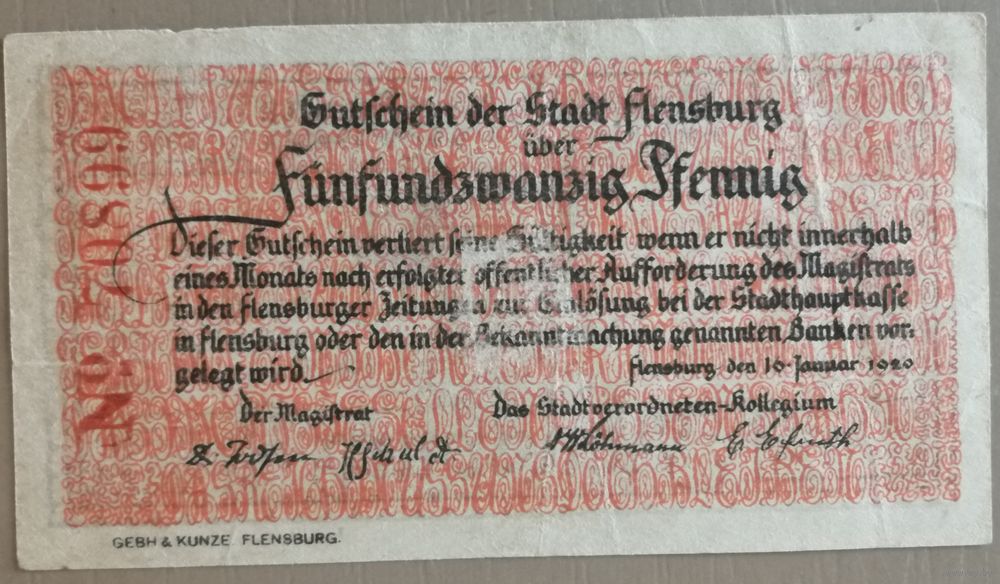 Gutschein der Stadt Flensburg
über
Fünfundzwanzig Pfennig
Dieser Gutschein verliert seine Gültigkeit wenn er nicht innerhalb
eines Monats nach erfolgter öffentlicher Aufforderung des Magistrats
in den Flensburger Zeitungen zur Einlösung bei der Stadthauptkasse
in Flensburg oder den in der Bekanntmachung genannten Banken vor:
gelegt wird.
Flensburg den 10. Januar 1920
Der Magistrat
Das Stadtverordneten-Kollegium
GEBH & KUNZE. FLENSBURG.